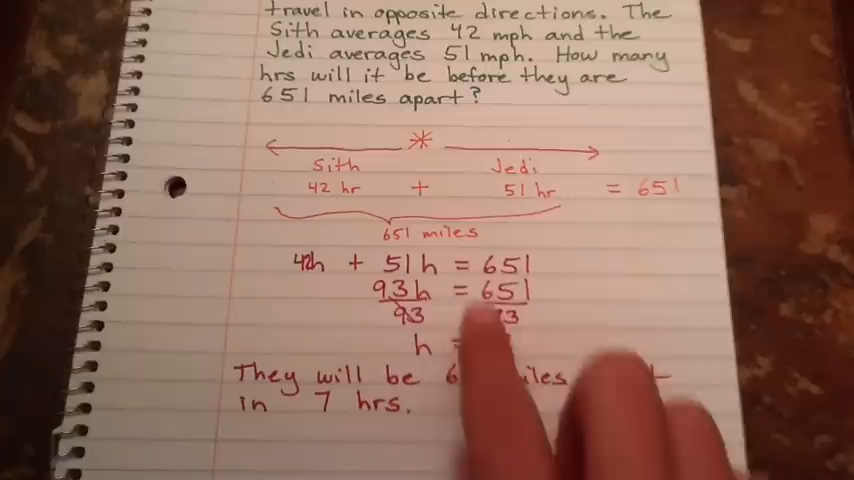 travel in opposite directions. The
Sith averages 42 mph and the
Jedi averages 51 mph. How many
hrs will it be before they are
651 miles apart?
Sith Jedi
42 hr + 51 hr = 651
651 miles
42h + 51h = 651
93h = 651
93 93
h =
They will be
in 7 hrs.